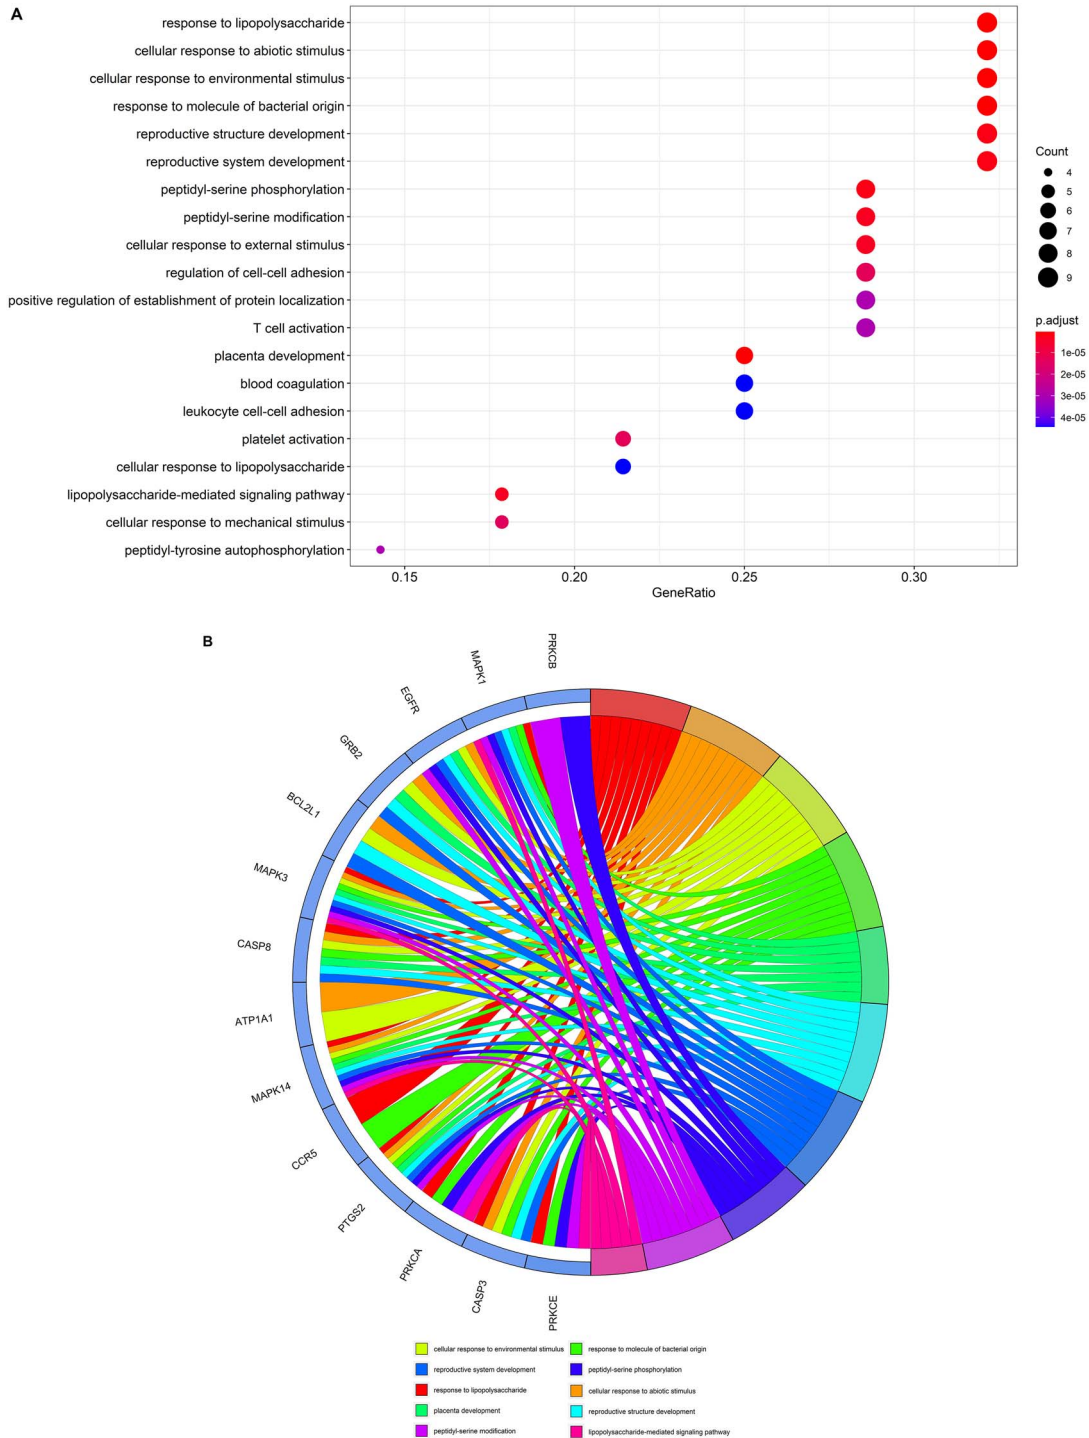 A
response to lipopolysaccharide
cellular response to abiotic stimulus
cellular response to environmental stimulus
response to molecule of bacterial origin
reproductive structure development
reproductive system development
peptidyl-serine phosphorylation
peptidyl-serine modification
cellular response to external stimulus
regulation of cell-cell adhesion
positive regulation of establishment of protein localization
T cell activation
placenta development
blood coagulation
leukocyte cell-cell adhesion
platelet activation
cellular response to lipopolysaccharide
lipopolysaccharide-mediated signaling pathway
cellular response to mechanical stimulus
peptidyl-tyrosine autophosphorylation
0.15 0.20 0.25 0.30
GeneRatio
Count
4
5
6
7
8
9
p.adjust
1e-05
2e-05
3e-05
4e-05
B
PRKCB
MAPK1
EGFR
GRB2
BCL2L1
MAPK3
CASP8
ATP1A1
MAPK14
CCR5
PTGS2
PRKCA
CASP3
PRKCE
cellular response to environmental stimulus response to molecule of bacterial origin
reproductive system development peptidyl-serine phosphorylation
response to lipopolysaccharide cellular response to abiotic stimulus
placenta development reproductive structure development
peptidyl-serine modification lipopolysaccharide-mediated signaling pathway